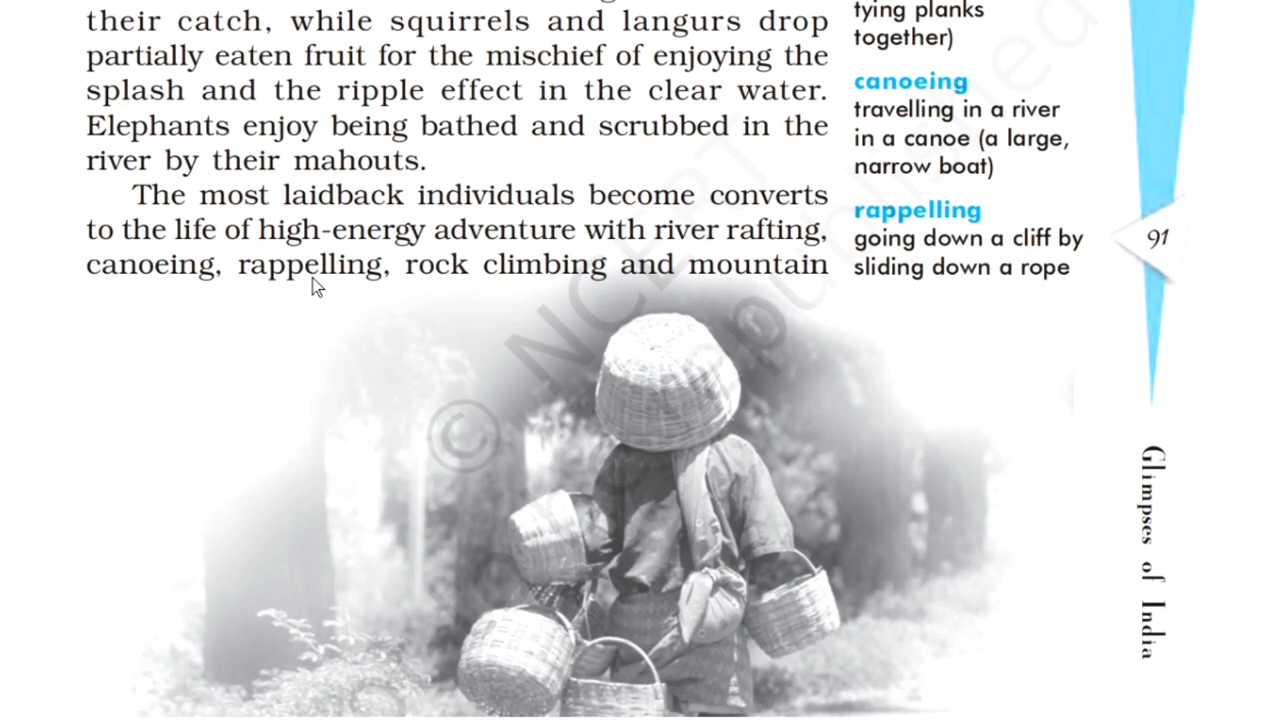 their catch, while squirrels and langurs drop
partially eaten fruit for the mischief of enjoying the
splash and the ripple effect in the clear water.
Elephants enjoy being bathed and scrubbed in the
river by their mahouts.
The most laidback individuals become converts
to the life of high-energy adventure with river rafting,
canoeing, rappelling, rock climbing and mountain
tying planks
together)
canoeing
travelling in a river
in a canoe (a large,
narrow boat)
rappelling
going down a cliff by
sliding down a rope
91
Glimpses of India
© NCERT